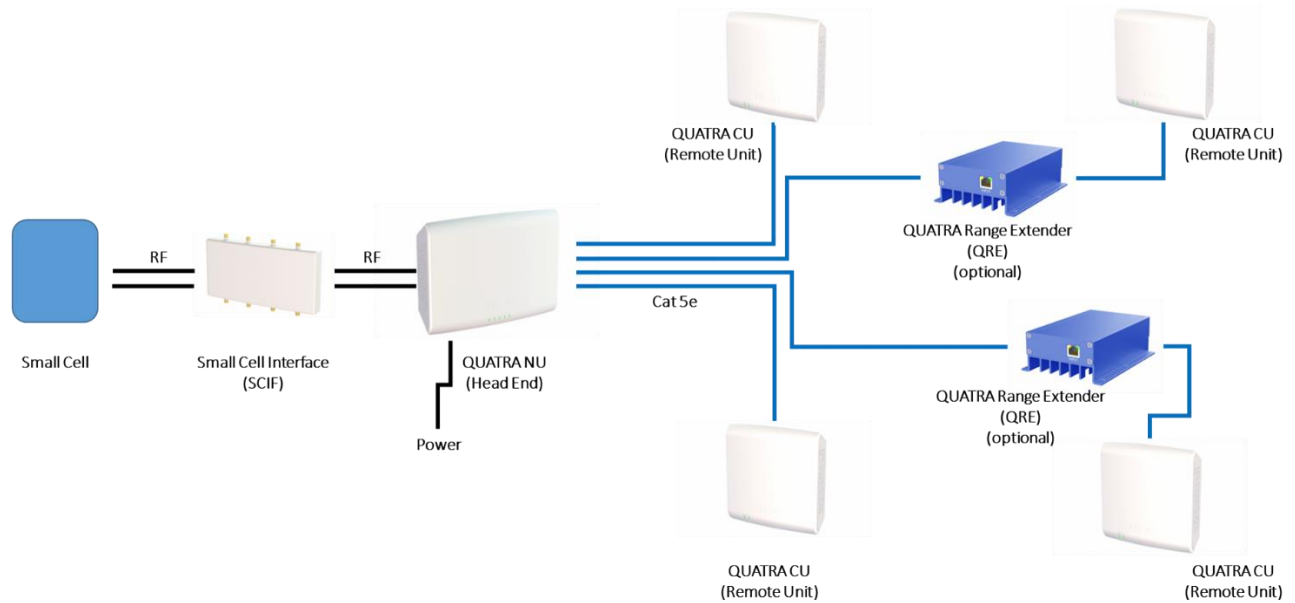 QUATRA CU
(Remote Unit)
QUATRA CU
(Remote Unit)
QUATRA Range Extender
(QRE)
(optional)
RF
RF
Cat 5e
Small Cell
Small Cell Interface
(SCIF)
QUATRA NU
(Head End)
Power
QUATRA Range Extender
(QRE)
(optional)
QUATRA CU
(Remote Unit)
QUATRA CU
(Remote Unit)